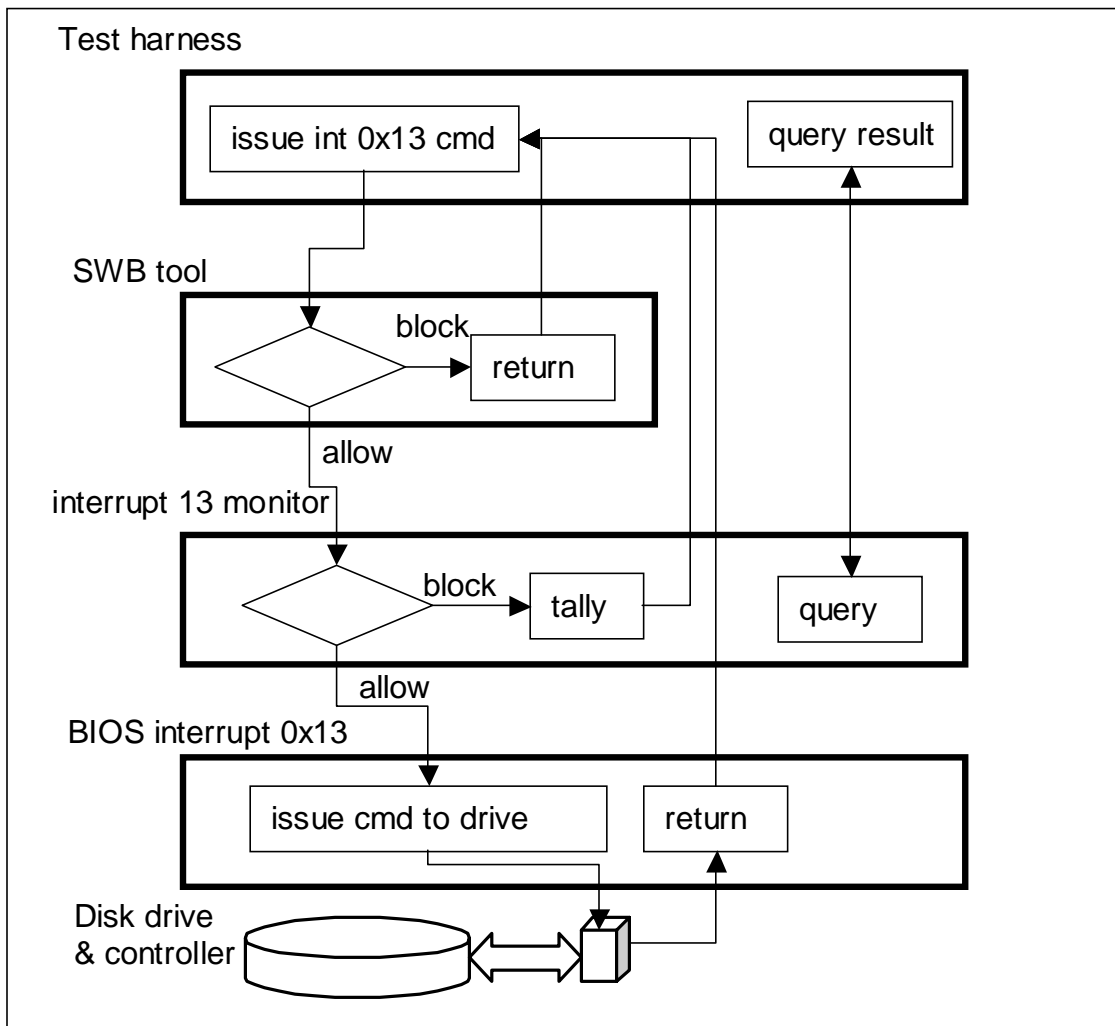 Test harness
issue int 0x13 cmd
query result
SWB tool
block
return
allow
interrupt 13 monitor
block
tally
query
allow
BIOS interrupt 0x13
issue cmd to drive
return
Disk drive
& controller